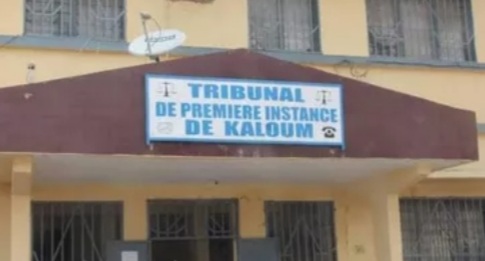 TRIBUNAL
DE PREMIERE INSTANCE
DE KALOUM